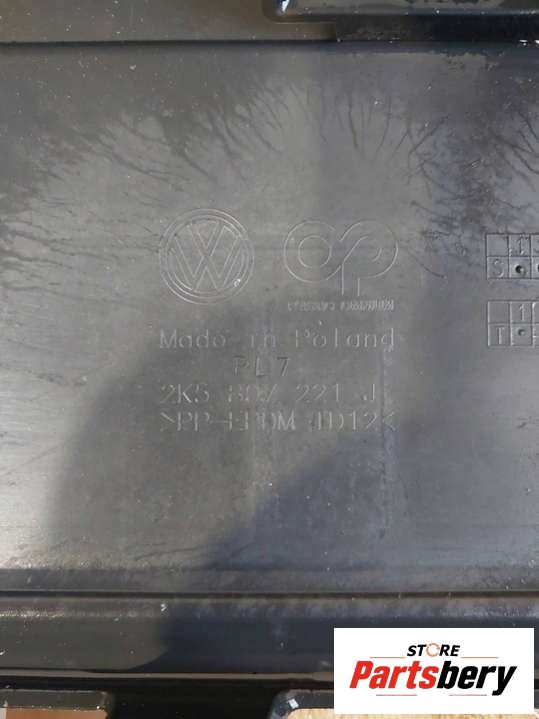 Made in Poland
PL7
2K5 807 221 J
>PP-EPDM TD12<
STORE
Partsbery